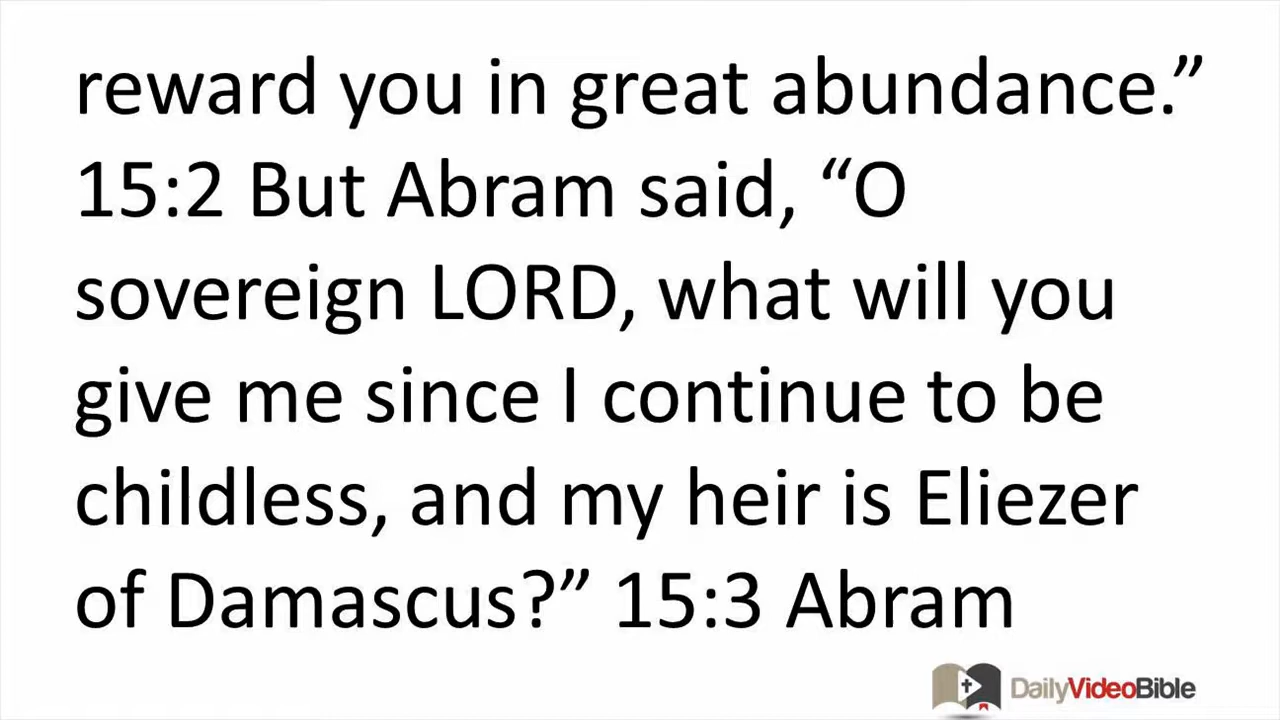 reward you in great abundance.”
15:2 But Abram said, “O
sovereign LORD, what will you
give me since I continue to be
childless, and my heir is Eliezer
of Damascus?” 15:3 Abram
DailyVideoBible